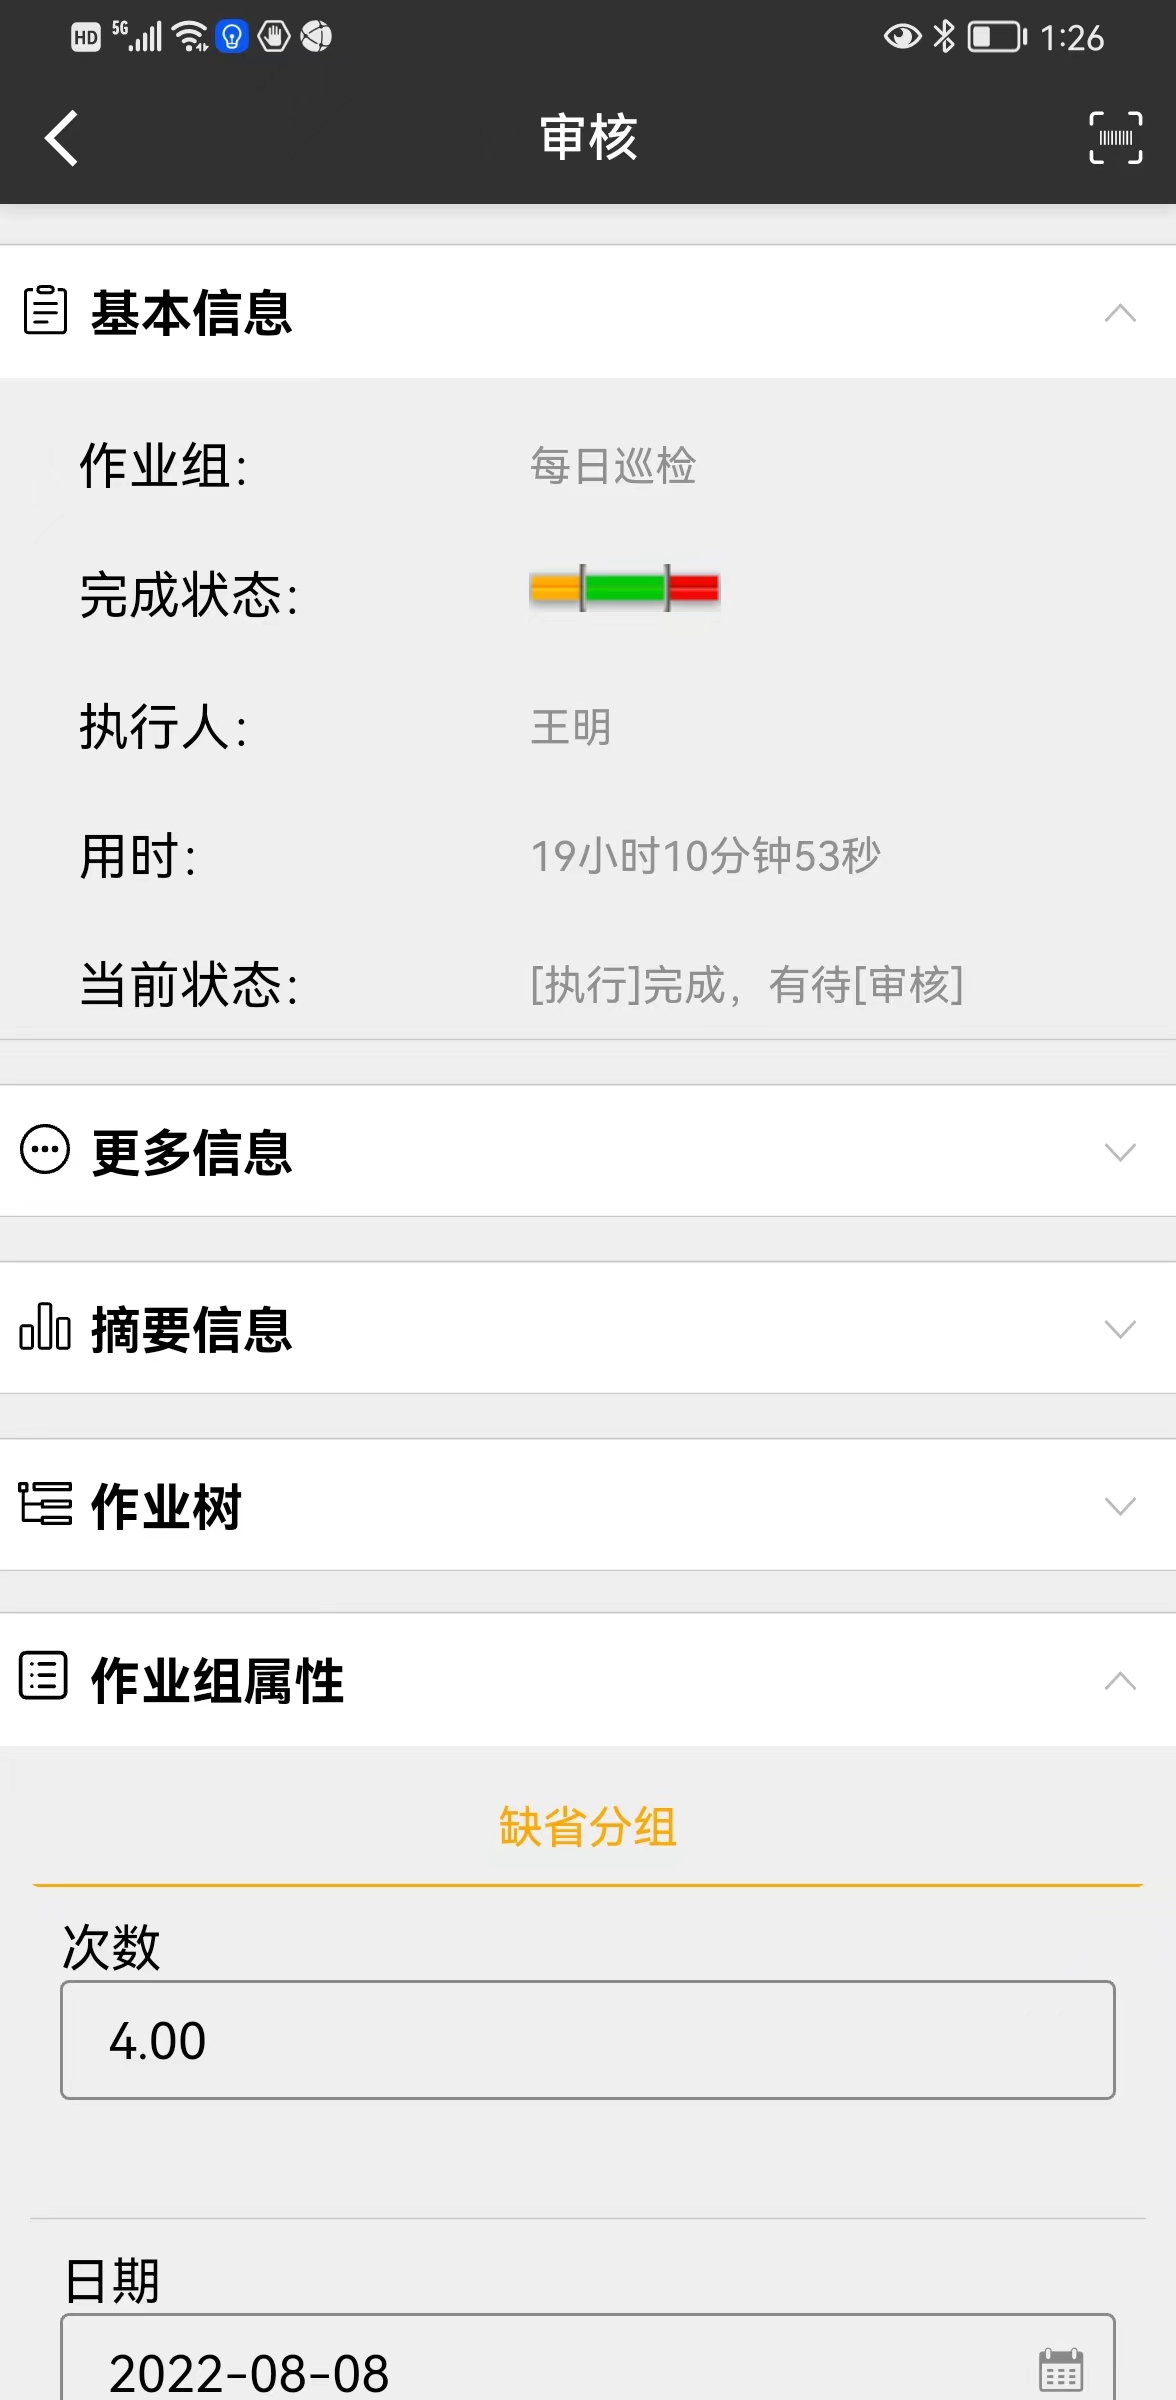 HD 5G 1:26
审核
基本信息
作业组: 每日巡检
完成状态:
执行人: 王明
用时: 19小时10分钟53秒
当前状态: [执行]完成，有待[审核]
更多信息
摘要信息
作业树
作业组属性
缺省分组
次数
4.00
日期
2022-08-08